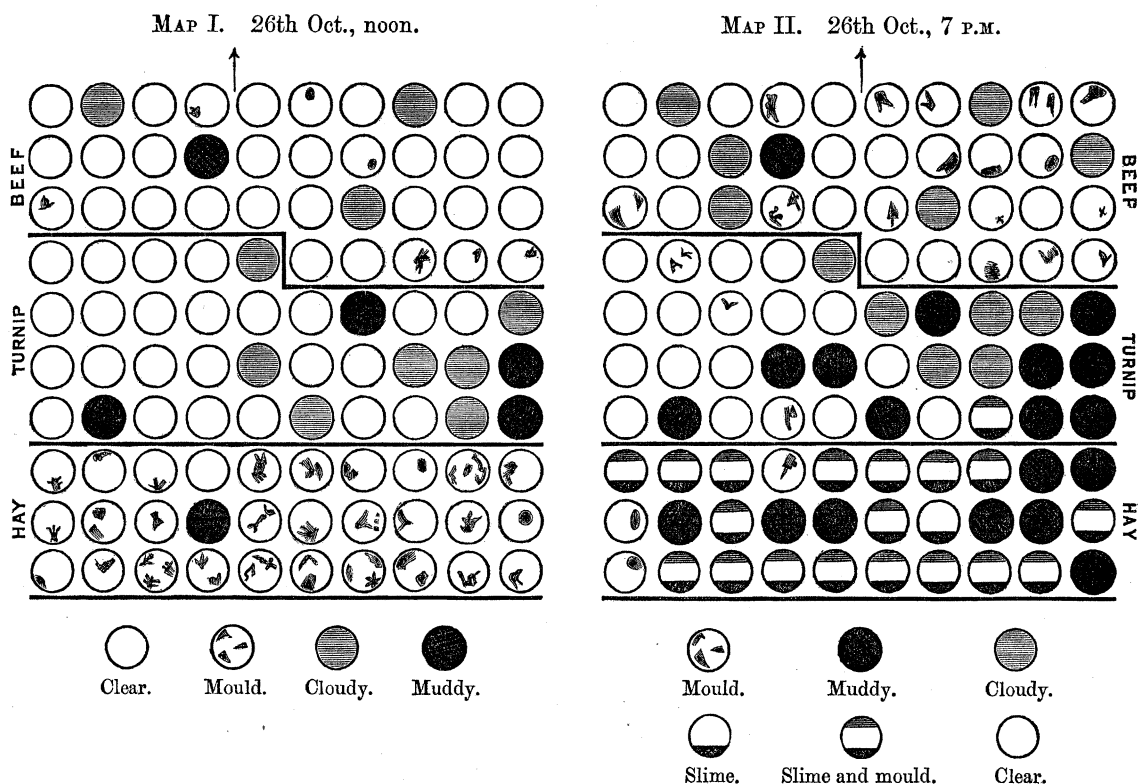 MAP I. 26th Oct., noon.
BEEF
TURNIP
HAY
Clear. Mould. Cloudy. Muddy.
MAP II. 26th Oct., 7 P.M.
BEEP
TURNIP
HAY
Mould. Muddy. Cloudy.
Slime. Slime and mould. Clear.